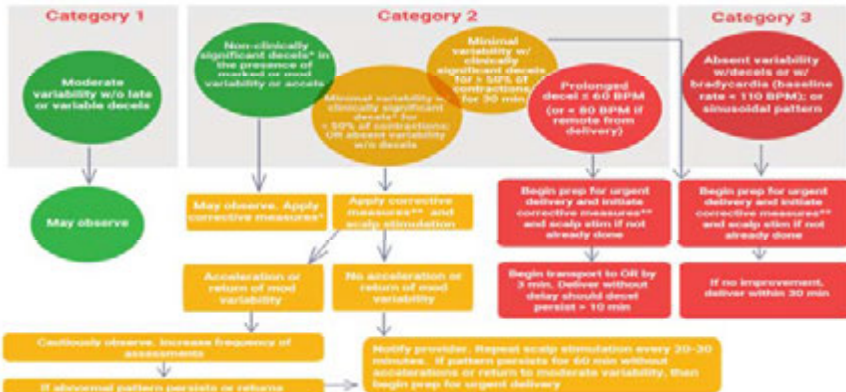 Category 1
Category 2
Category 3
Moderate
variability w/o late
or variable decels
Non-clinically
significant decels* in
the presence of
marked or mod
variability or accels
Minimal variability w/
clinically significant
decels* for
< 50% of contractions;
OR absent variability
w/o decels
Minimal
variability w/
clinically
significant decels
for > 50% of
contractions
for 30 min
Prolonged
decel ≤ 60 BPM
(or < 80 BPM if
remote from
delivery)
Absent variability
w/decels or w/
bradycardia (baseline
rate < 110 BPM); or
sinusoidal pattern
May observe
May observe. Apply
corrective measures*
Apply corrective
measures** and
scalp stimulation
Begin prep for urgent
delivery and initiate
corrective measures**
and scalp stim if not
already done
Begin prep for urgent
delivery and initiate
corrective measures**
and scalp stim if not
already done
Acceleration or
return of mod
variability
No acceleration or
return of mod
variability
Begin transport to OR by
3 min. Deliver without
delay should decel
persist > 10 min
If no improvement,
deliver within 30 min
Cautiously observe. Increase frequency of
assessments
If abnormal pattern persists or returns
Notify provider. Repeat scalp stimulation every 20-30
minutes. If pattern persists for 60 min without
accelerations or return to moderate variability, then
begin prep for urgent delivery